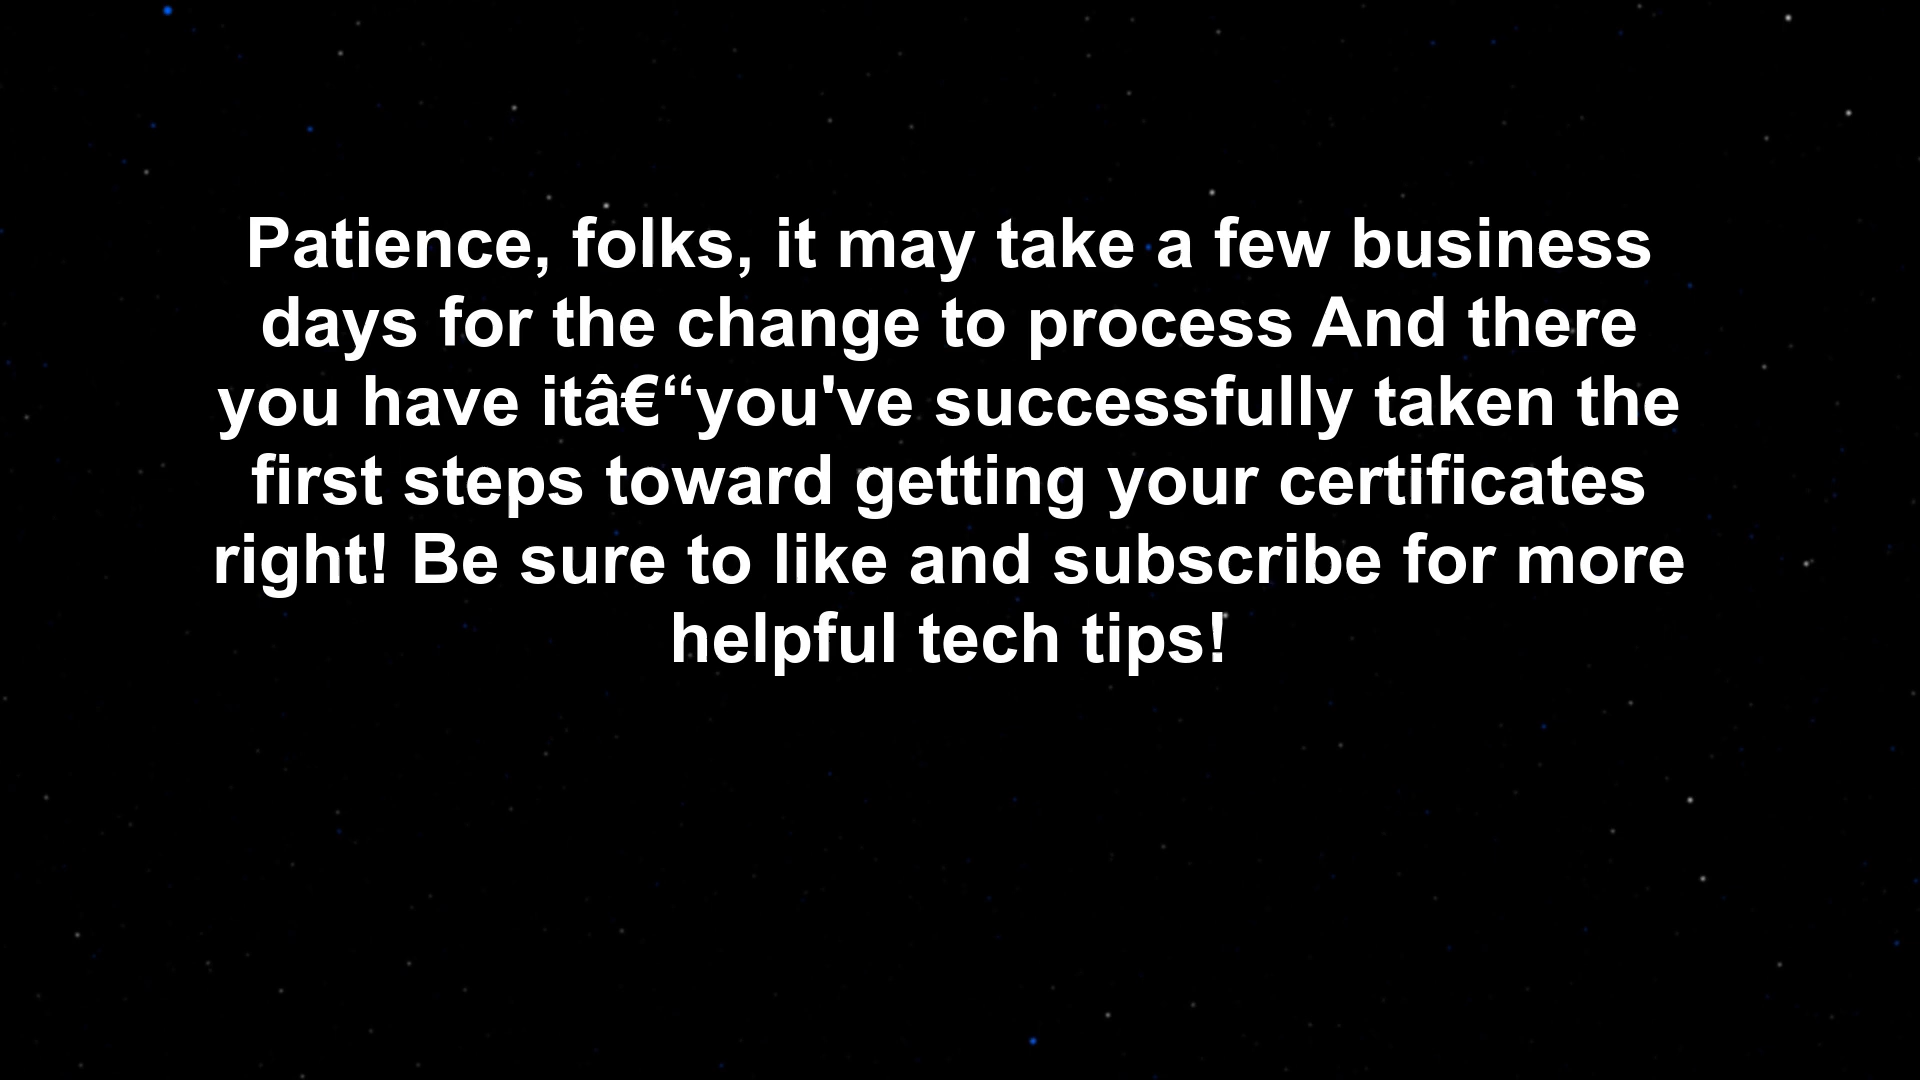 Patience, folks, it may take a few business
days for the change to process And there
you have itâ€“you've successfully taken the
first steps toward getting your certificates
right! Be sure to like and subscribe for more
helpful tech tips!